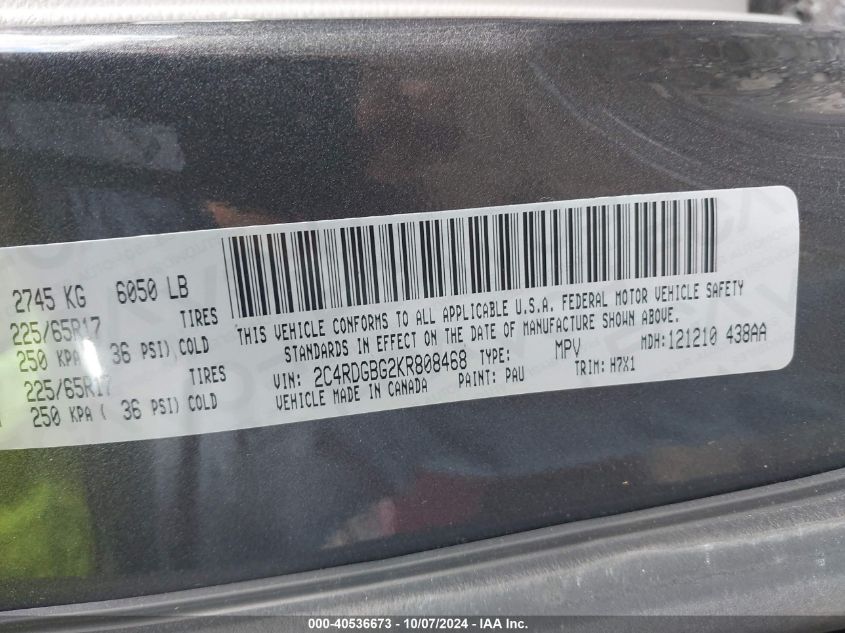 2745 KG 6050 LB
225/65R17 TIRES
250 KPA ( 36 PSI) COLD
225/65R17 TIRES
250 KPA ( 36 PSI) COLD
THIS VEHICLE CONFORMS TO ALL APPLICABLE U.S.A. FEDERAL MOTOR VEHICLE SAFETY
STANDARDS IN EFFECT ON THE DATE OF MANUFACTURE SHOWN ABOVE.
VIN: 2C4RDGBG2KR808468 TYPE: MPV MDH: 121210 438AA
VEHICLE MADE IN CANADA PAINT: PAU TRIM: H7X1
000-40536673 - 10/07/2024 - IAA Inc.